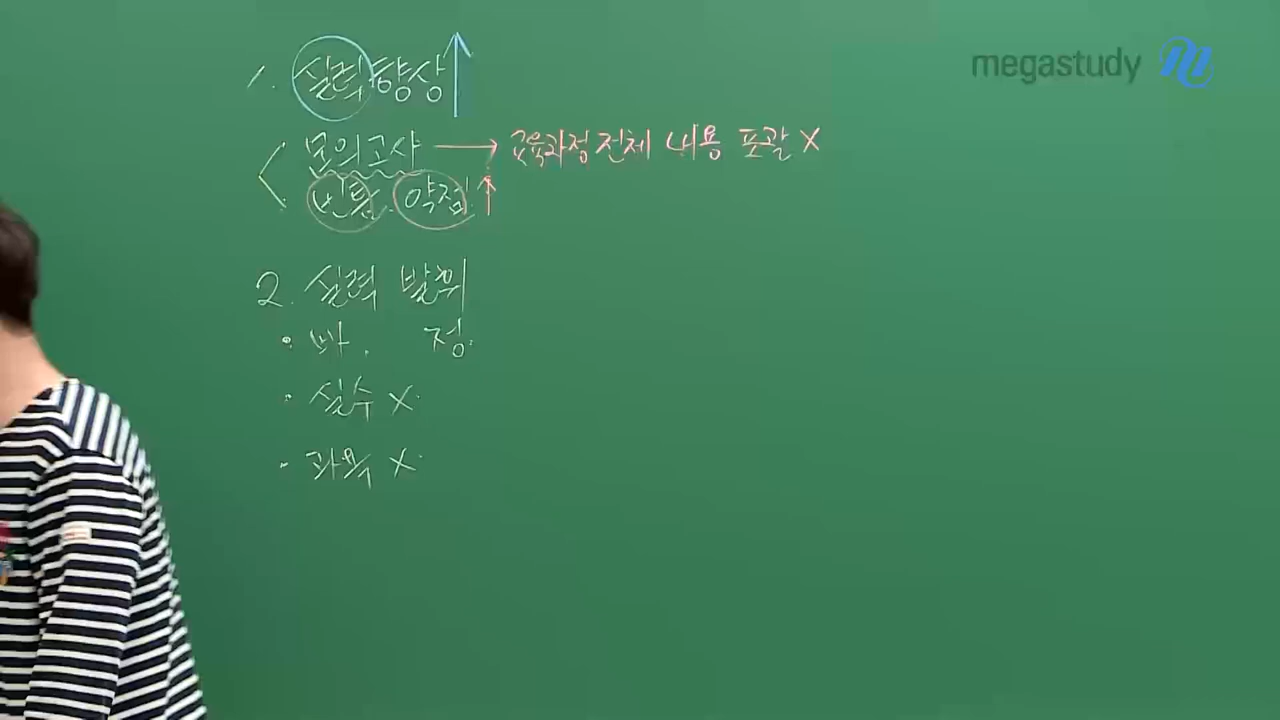 megastudy
1. 실력 향상 ↑
모의고사 → 교육과정 전체 내용 포괄 X
빈틈, 약점 ↑
2. 실력 발휘
• 빠. 정.
• 실수 X
• 과욕 X